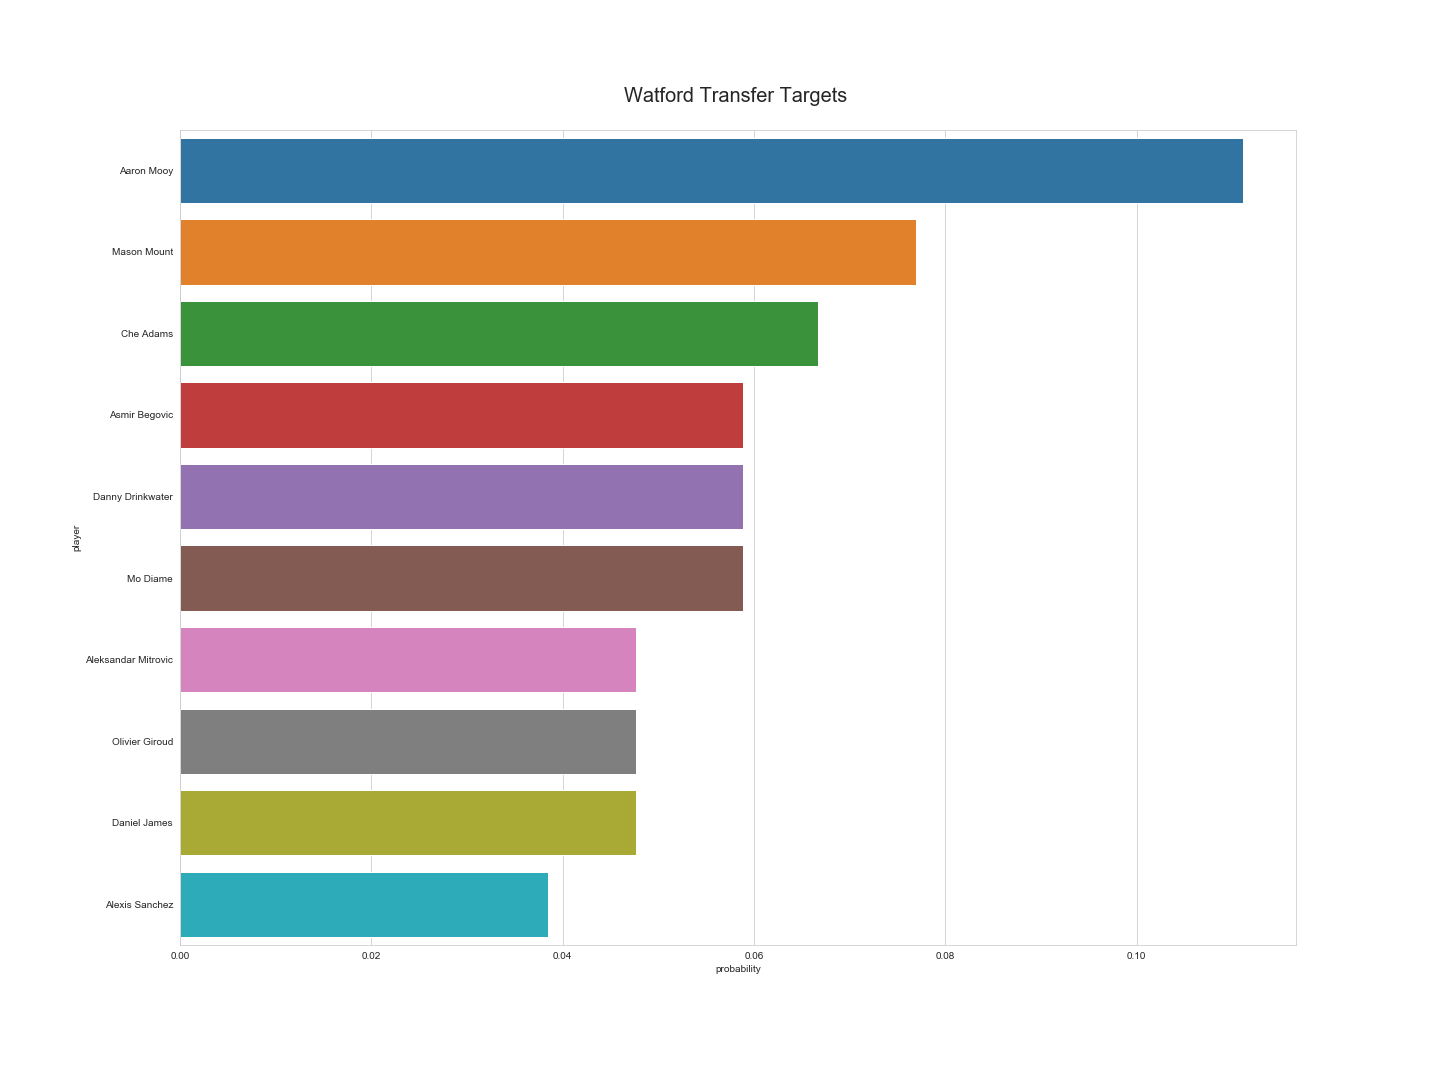 Watford Transfer Targets
player
Aaron Mooy
Mason Mount
Che Adams
Asmir Begovic
Danny Drinkwater
Mo Diame
Aleksandar Mitrovic
Olivier Giroud
Daniel James
Alexis Sanchez
0.00 0.02 0.04 0.06 0.08 0.10
probability